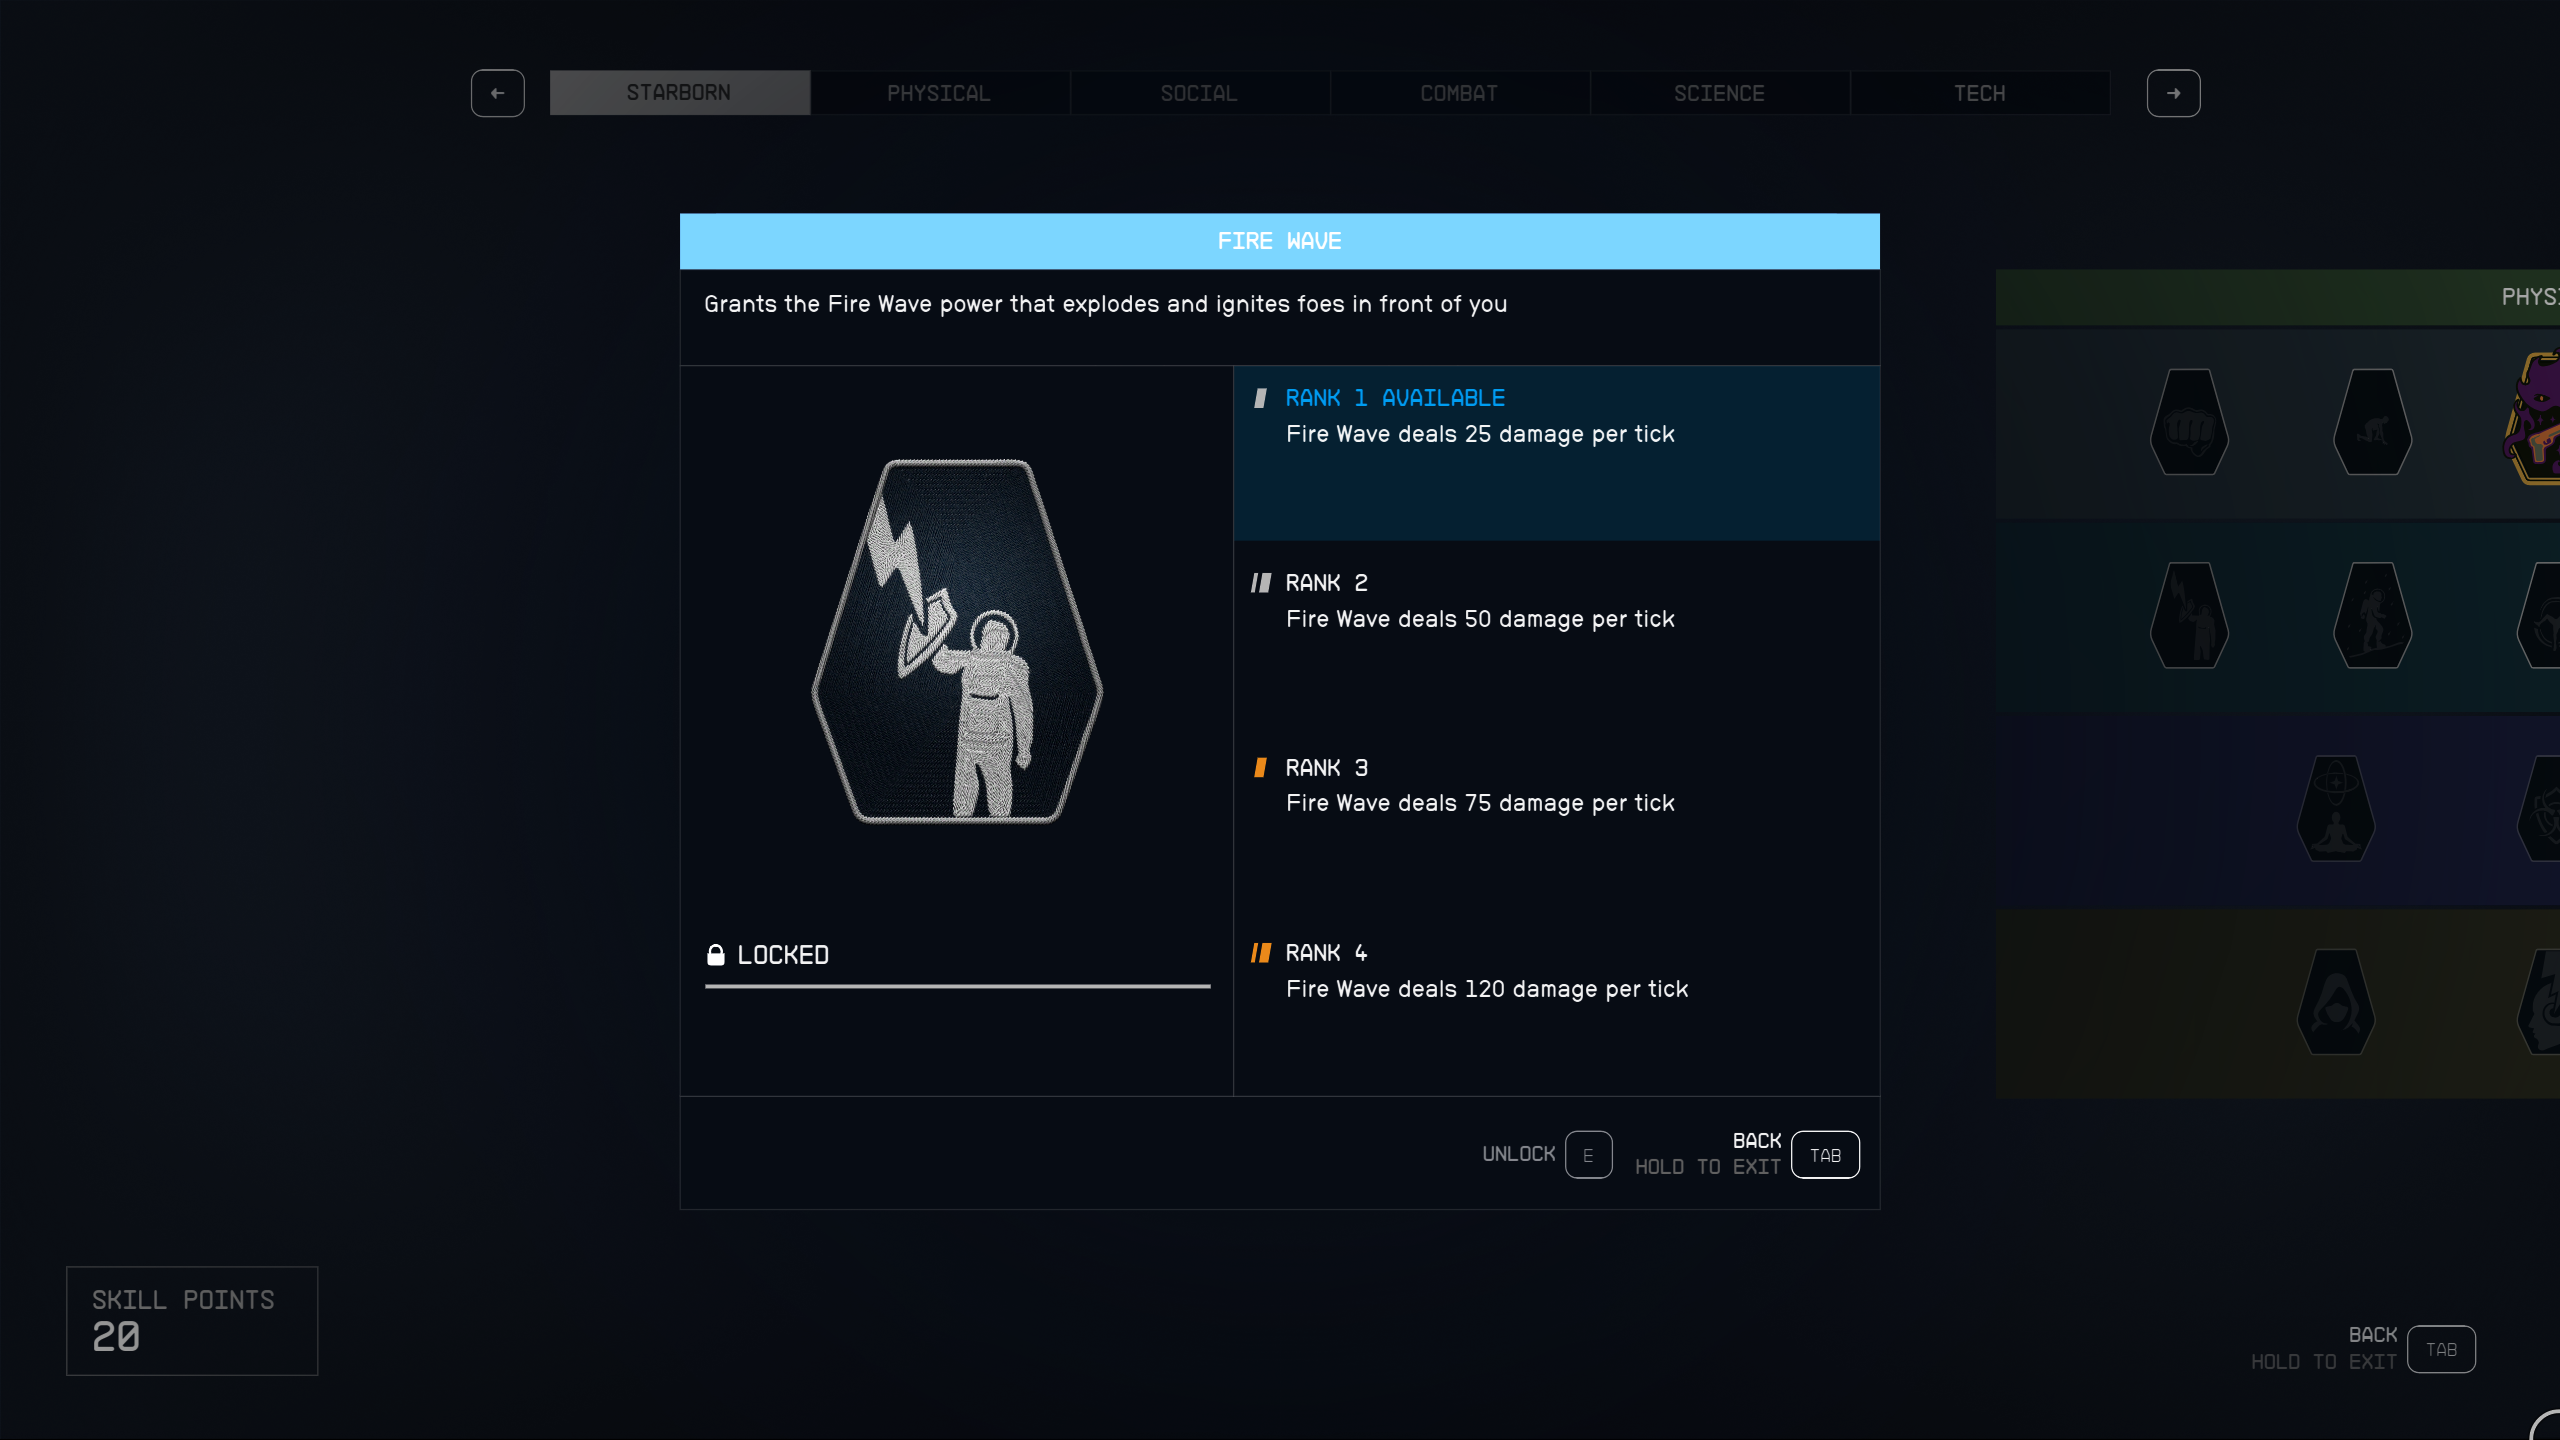 STARBORN
PHYSICAL
SOCIAL
COMBAT
SCIENCE
TECH
FIRE WAVE
Grants the Fire Wave power that explodes and ignites foes in front of you
RANK 1 AVAILABLE
Fire Wave deals 25 damage per tick
RANK 2
Fire Wave deals 50 damage per tick
RANK 3
Fire Wave deals 75 damage per tick
RANK 4
Fire Wave deals 120 damage per tick
LOCKED
UNLOCK E
BACK
HOLD TO EXIT
TAB
PHYSI
SKILL POINTS
20
BACK
HOLD TO EXIT
TAB